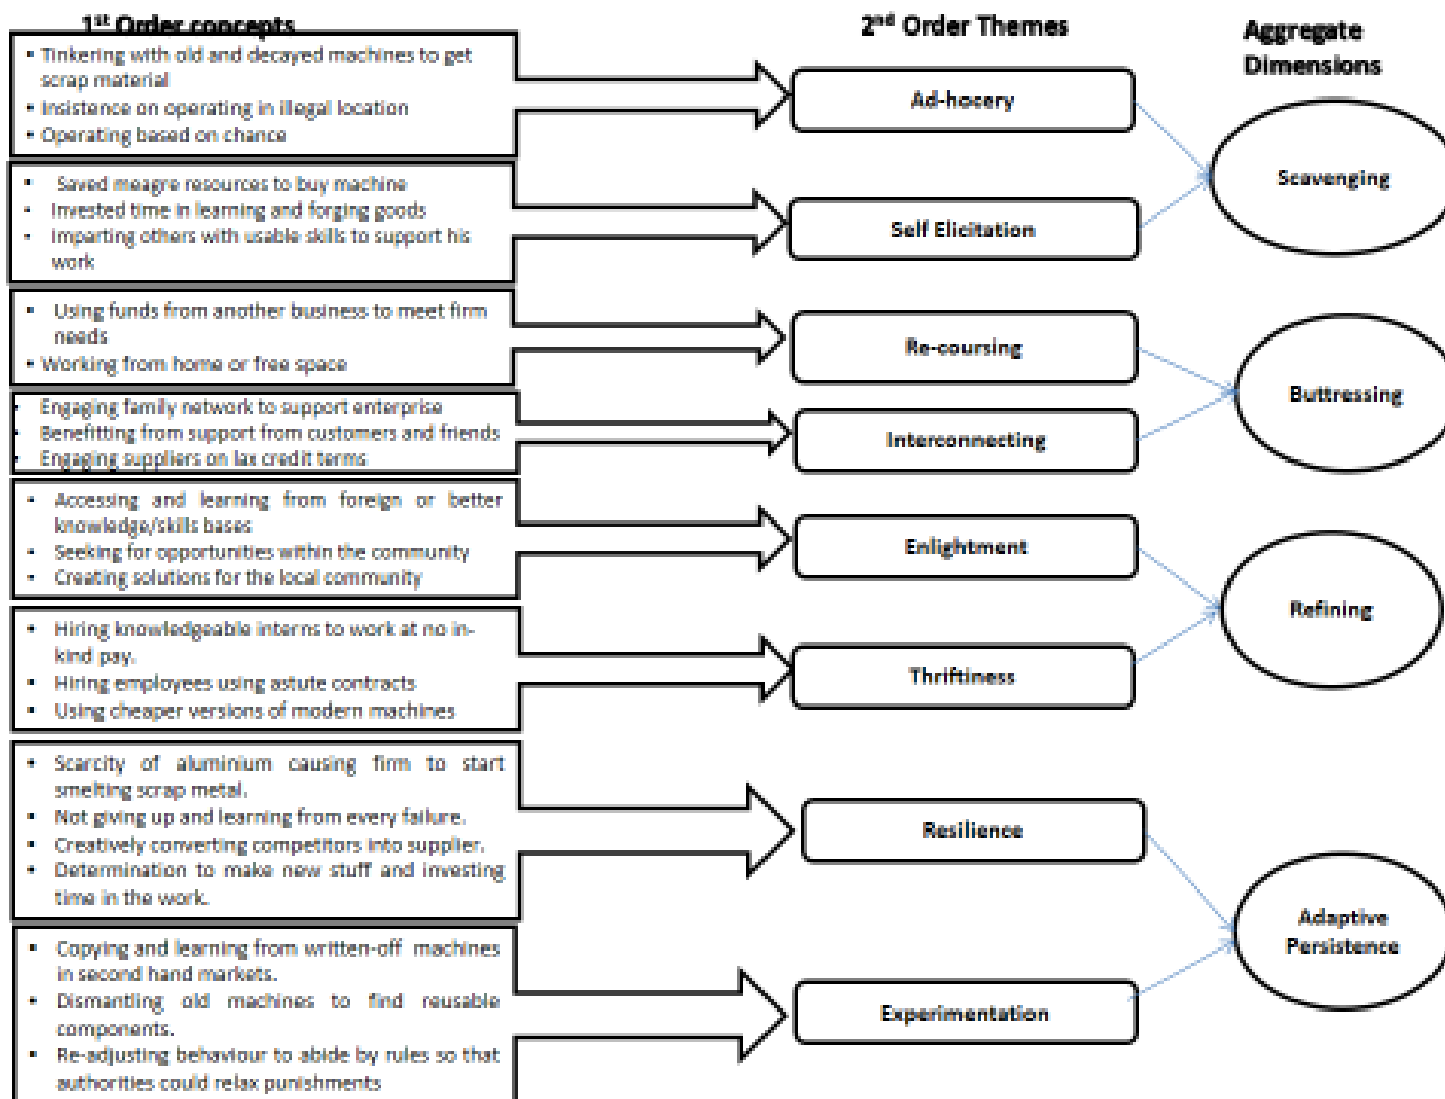 1st Order concepts
2nd Order Themes
Aggregate
Dimensions
• Tinkering with old and decayed machines to get
scrap material
• Insistence on operating in illegal location
• Operating based on chance
Ad-hocery
Scavenging
• Saved meagre resources to buy machine
• Invested time in learning and forging goods
• Imparting others with usable skills to support his
work
Self Elicitation
• Using funds from another business to meet firm
needs
• Working from home or free space
Re-coursing
Buttressing
• Engaging family network to support enterprise
• Benefitting from support from customers and friends
• Engaging suppliers on lax credit terms
Interconnecting
• Accessing and learning from foreign or better
knowledge/skills bases
• Seeking for opportunities within the community
• Creating solutions for the local community
Enlightment
Refining
• Hiring knowledgeable interns to work at no in-
kind pay.
• Hiring employees using astute contracts
• Using cheaper versions of modern machines
Thriftiness
• Scarcity of aluminium causing firm to start
smelting scrap metal.
• Not giving up and learning from every failure.
• Creatively converting competitors into supplier.
• Determination to make new stuff and investing
time in the work.
Resilience
Adaptive
Persistence
• Copying and learning from written-off machines
in second hand markets.
• Dismantling old machines to find reusable
components.
• Re-adjusting behaviour to abide by rules so that
authorities could relax punishments
Experimentation